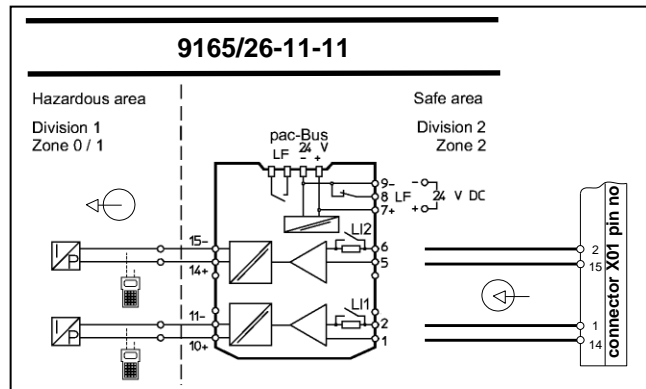 9165/26-11-11
Hazardous area
Safe area
Division 1
Zone 0 / 1
Division 2
Zone 2
pac-Bus
LF 24 V
- +
9-
8 LF
7+
- +
24 V DC
LI2
15-
14+
6
5
I/P
LI1
11-
10+
2
1
I/P
2
15
1
14
connector X01 pin no